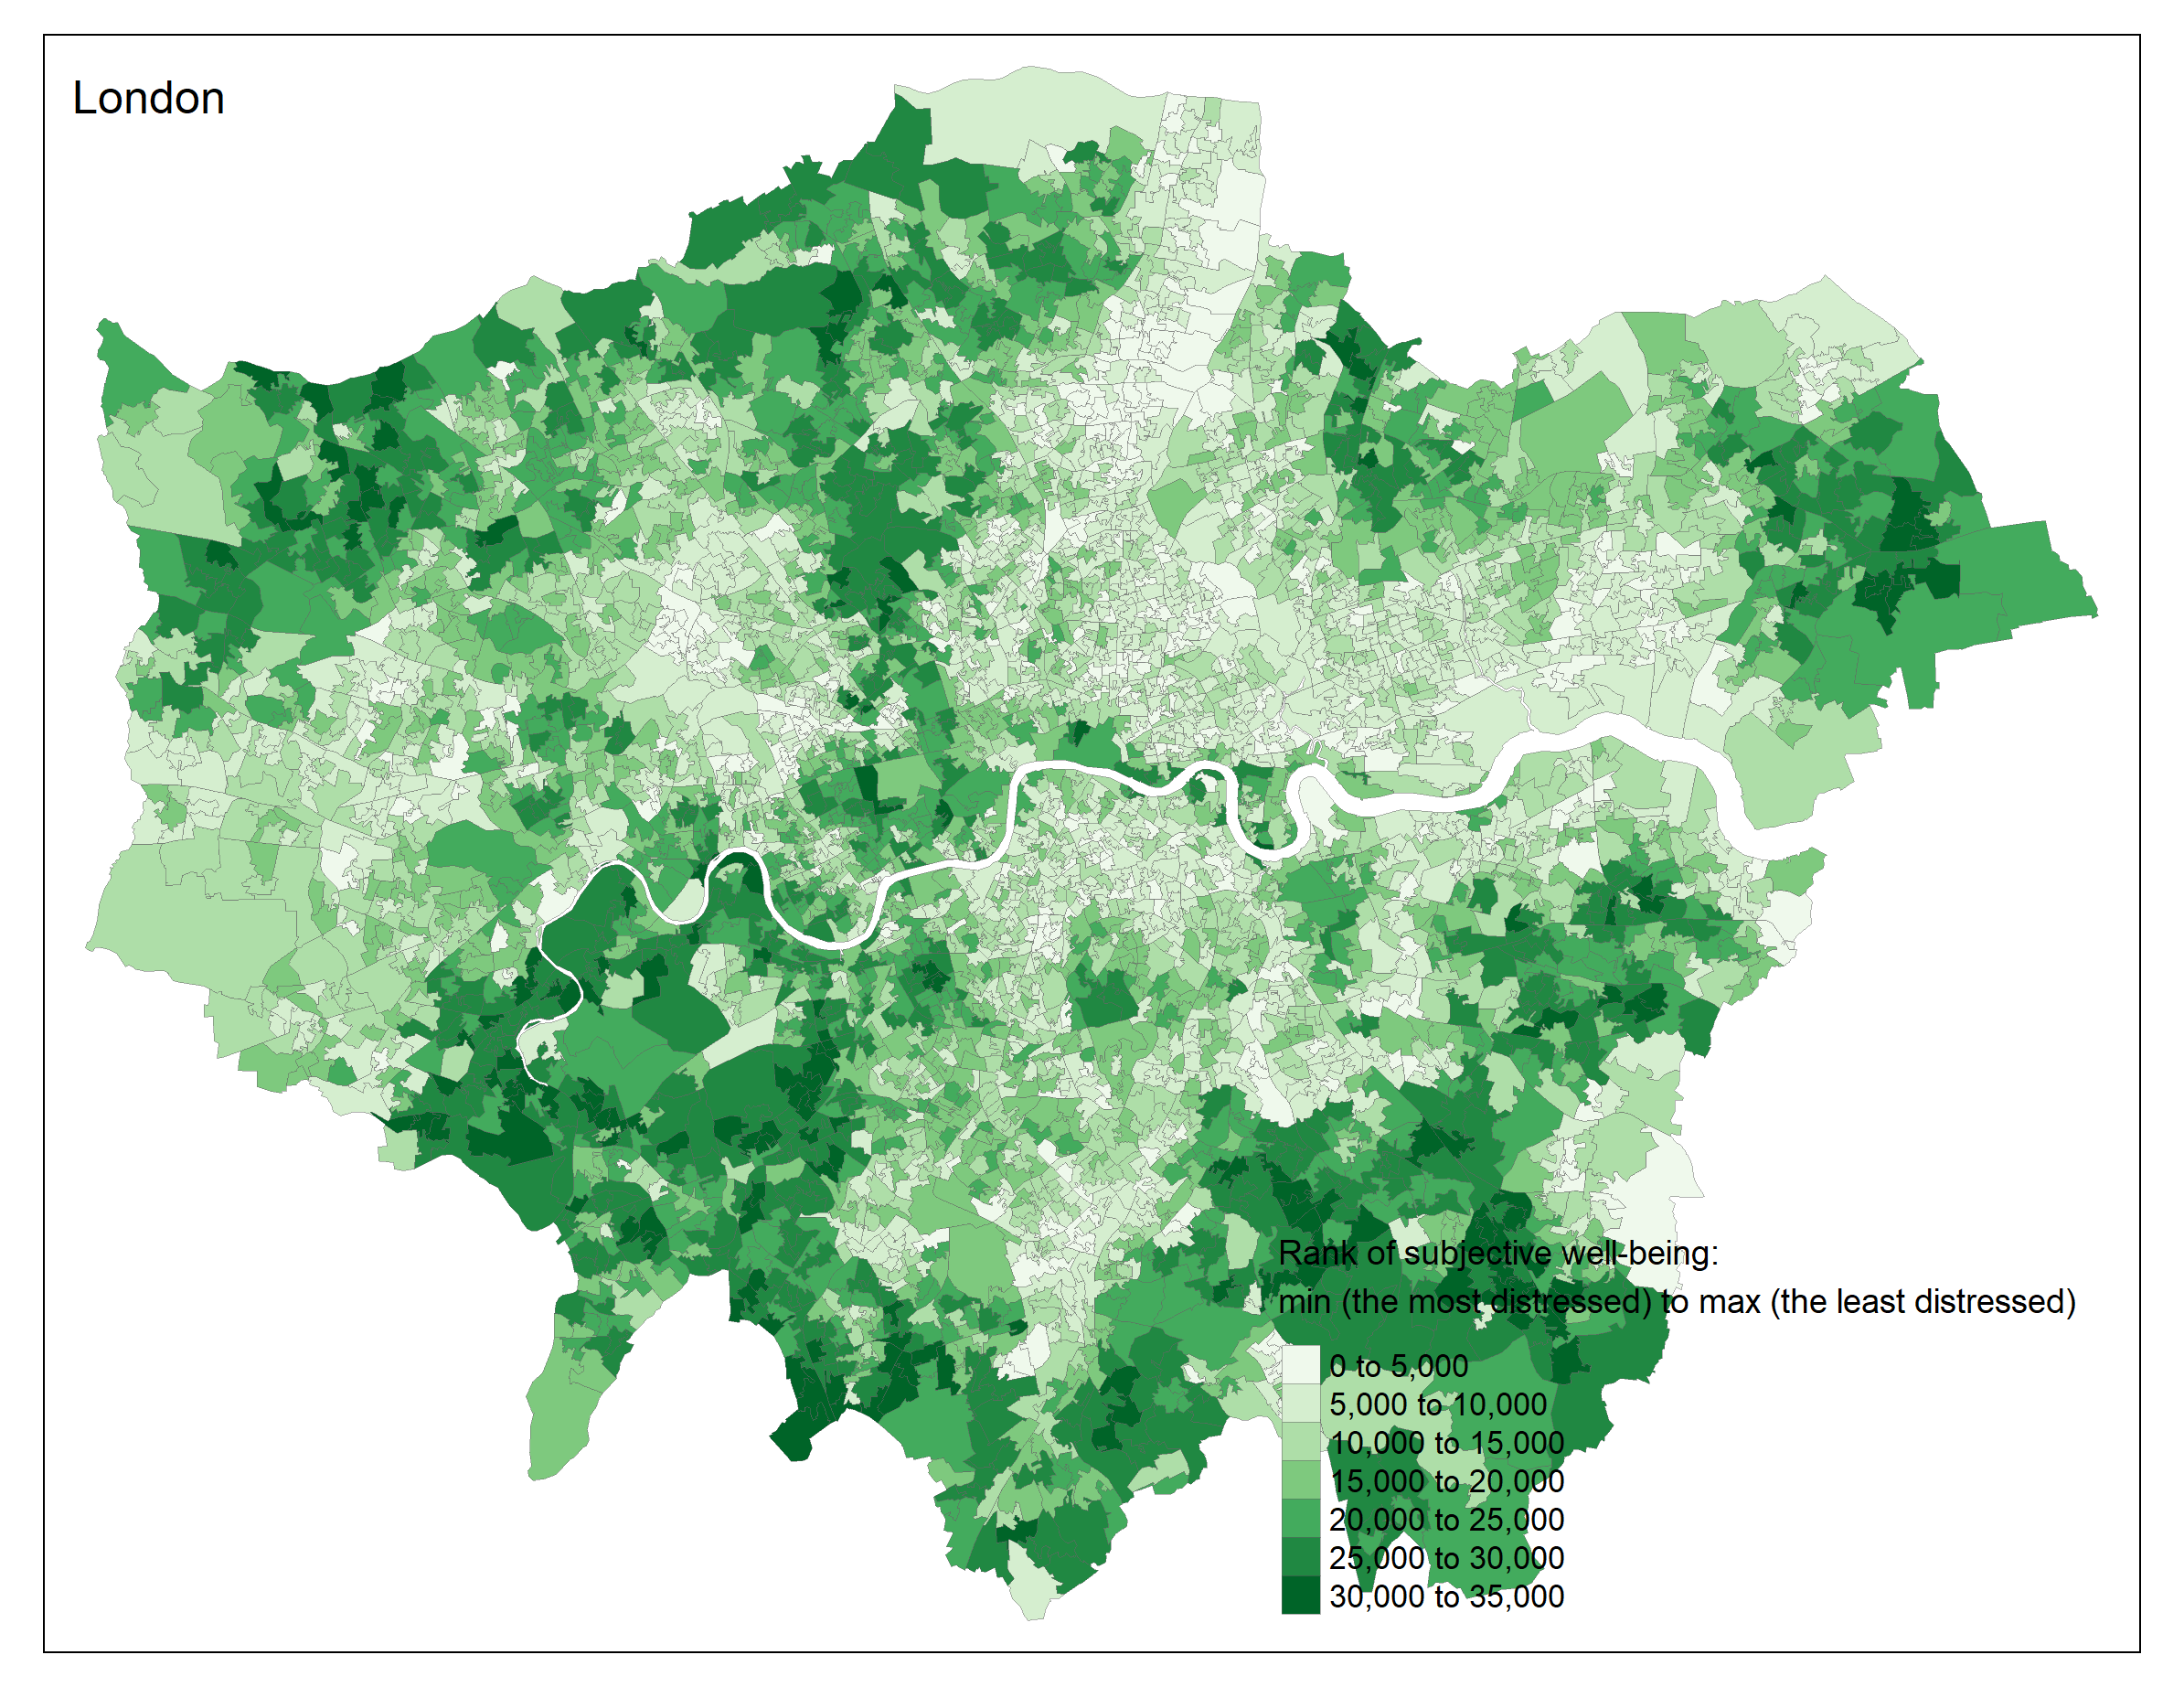 London
Rank of subjective well-being:
min (the most distressed) to max (the least distressed)
0 to 5,000
5,000 to 10,000
10,000 to 15,000
15,000 to 20,000
20,000 to 25,000
25,000 to 30,000
30,000 to 35,000